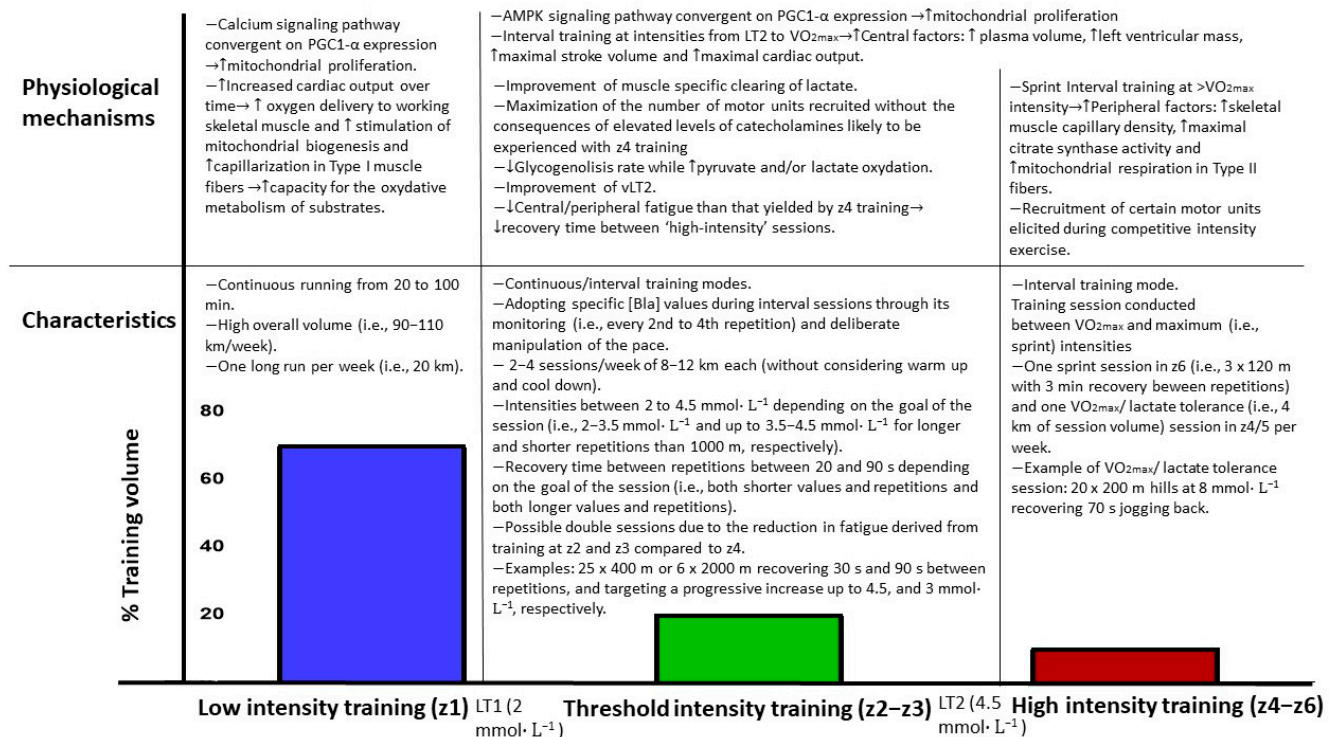 Physiological
mechanisms
−Calcium signaling pathway
convergent on PGC1-α expression
→↑mitochondrial proliferation.
−↑Increased cardiac output over
time→ ↑ oxygen delivery to working
skeletal muscle and ↑ stimulation of
mitochondrial biogenesis and
↑capillarization in Type I muscle
fibers →↑capacity for the oxydative
metabolism of substrates.
−AMPK signaling pathway convergent on PGC1-α expression →↑mitochondrial proliferation
−Interval training at intensities from LT2 to VO2max→↑Central factors: ↑ plasma volume, ↑left ventricular mass,
↑maximal stroke volume and ↑maximal cardiac output.
−Improvement of muscle specific clearing of lactate.
−Maximization of the number of motor units recruited without the
consequences of elevated levels of catecholamines likely to be
experienced with z4 training
−↓Glycogenolisis rate while ↑pyruvate and/or lactate oxydation.
−Improvement of vLT2.
−↓Central/peripheral fatigue than that yielded by z4 training→
↓recovery time between ‘high-intensity’ sessions.
−Sprint Interval training at >VO2max
intensity→↑Peripheral factors: ↑skeletal
muscle capillary density, ↑maximal
citrate synthase activity and
↑mitochondrial respiration in Type II
fibers.
−Recruitment of certain motor units
elicited during competitive intensity
exercise.
Characteristics
−Continuous running from 20 to 100
min.
−High overall volume (i.e., 90−110
km/week).
−One long run per week (i.e., 20 km).
−Continuous/interval training modes.
−Adopting specific [Bla] values during interval sessions through its
monitoring (i.e., every 2nd to 4th repetition) and deliberate
manipulation of the pace.
− 2−4 sessions/week of 8−12 km each (without considering warm up
and cool down).
−Intensities between 2 to 4.5 mmol· L⁻¹ depending on the goal of the
session (i.e., 2−3.5 mmol· L⁻¹ and up to 3.5−4.5 mmol· L⁻¹ for longer
and shorter repetitions than 1000 m, respectively).
−Recovery time between repetitions between 20 and 90 s depending
on the goal of the session (i.e., both shorter values and repetitions and
both longer values and repetitions).
−Possible double sessions due to the reduction in fatigue derived from
training at z2 and z3 compared to z4.
−Examples: 25 x 400 m or 6 x 2000 m recovering 30 s and 90 s between
repetitions, and targeting a progressive increase up to 4.5, and 3 mmol·
L⁻¹, respectively.
−Interval training mode.
Training session conducted
between VO2max and maximum (i.e.,
sprint) intensities
−One sprint session in z6 (i.e., 3 x 120 m
with 3 min recovery beween repetitions)
and one VO2max/ lactate tolerance (i.e., 4
km of session volume) session in z4/5 per
week.
−Example of VO2max/ lactate tolerance
session: 20 x 200 m hills at 8 mmol· L⁻¹
recovering 70 s jogging back.
% Training volume
80
60
40
20
Low intensity training (z1)
LT1 (2
mmol· L⁻¹ )
Threshold intensity training (z2−z3)
LT2 (4.5
mmol· L⁻¹ )
High intensity training (z4−z6)